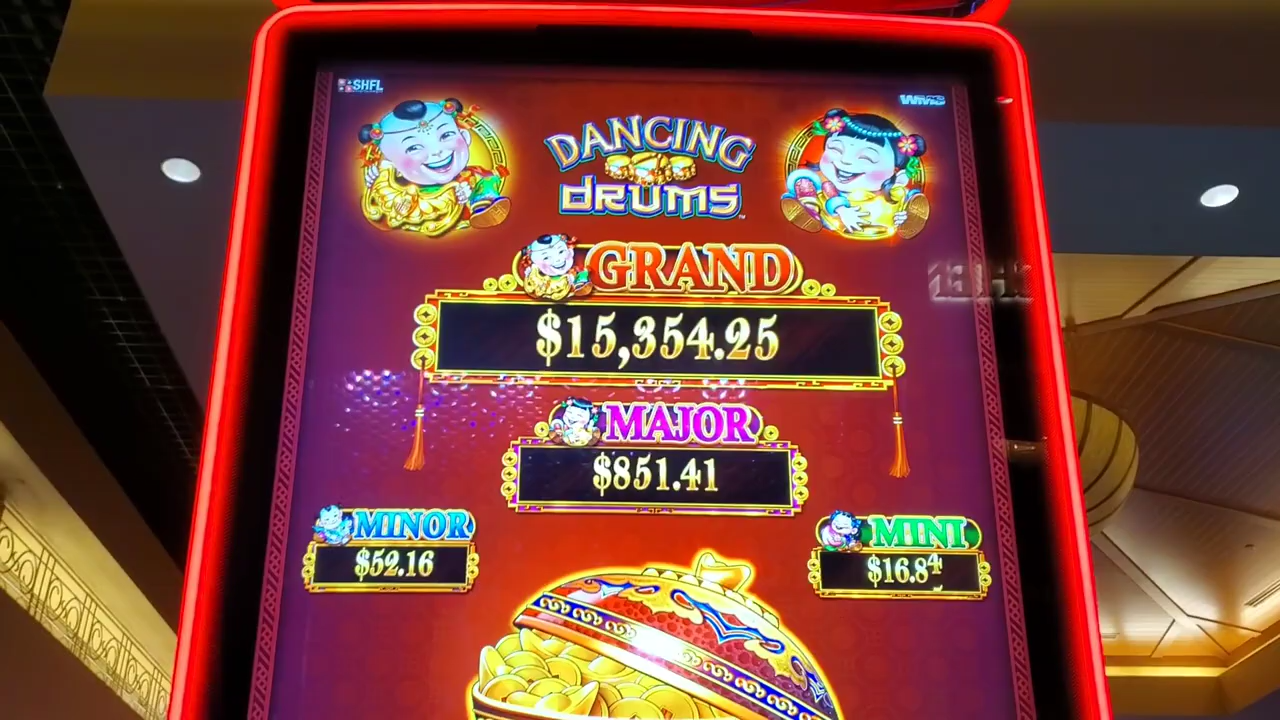 SHFL
WMS
DANCING
DRUMS
GRAND
$15,354.25
MAJOR
$851.41
MINOR
$52.16
MINI
$16.84